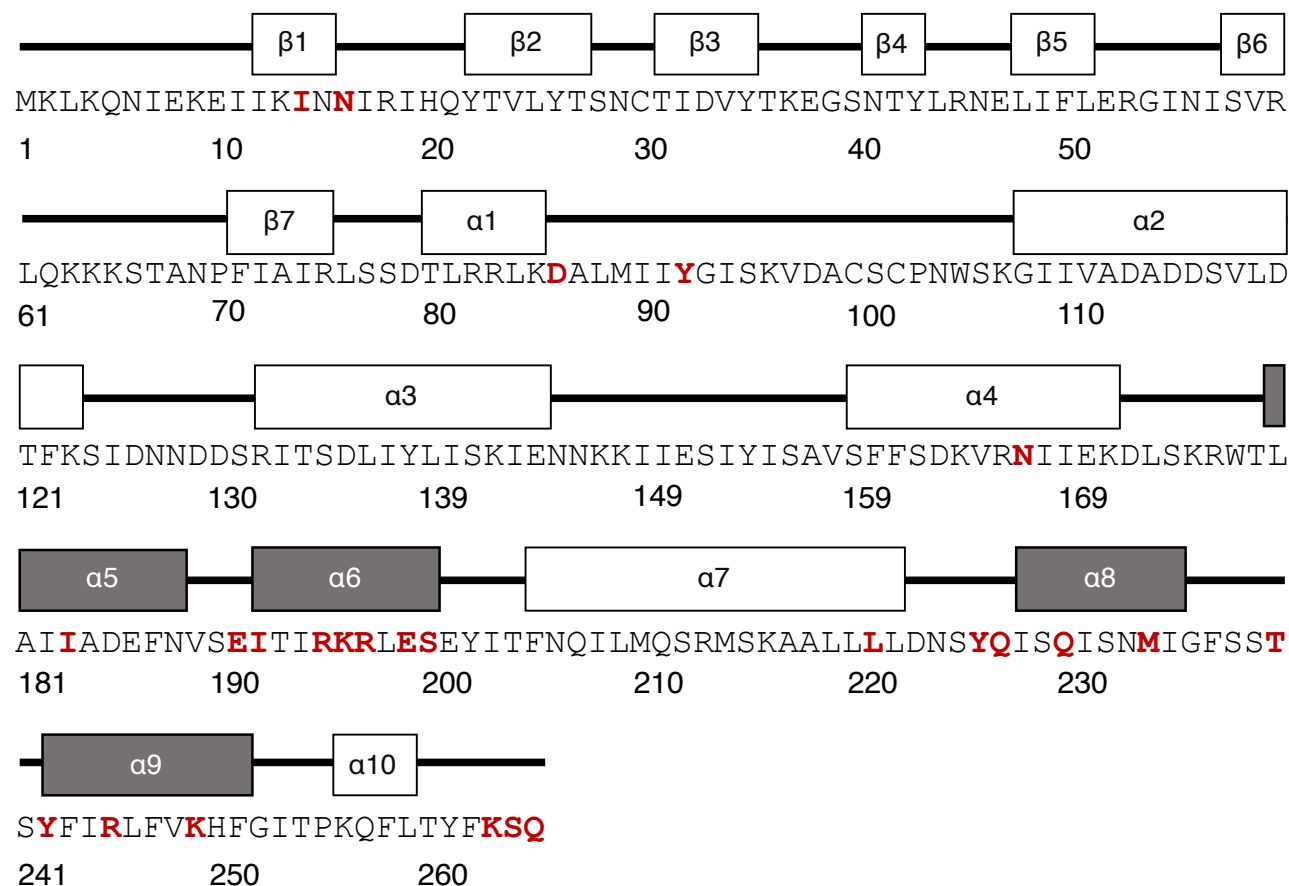 β1 β2 β3 β4 β5 β6
MKLKQNIEKEIIKINNIRIHQYTVLYTSNCTIDVYTKEGSNTYLRNELIFLERGINISVR
1 10 20 30 40 50
β7 α1 α2
LQKKKSTANPFIAIRLSSDTLRRLKDALMIIYGISKVDACSCPNWSKGIIVADADDSVLD
61 70 80 90 100 110
α3 α4
TFKSIDNNDDSRITSDLIYLISKIENNKKIIESIYISAVSFFSDKVRNIIEKDLSKRWTL
121 130 139 149 159 169
α5 α6 α7 α8
AIIADEFNVSEITIRKRLESEYITFNQILMQSRMSKAALLLLDNSYQISQISNMIGFSST
181 190 200 210 220 230
α9 α10
SYFIRLFVKHFGITPKQFLTYFKSQ
241 250 260